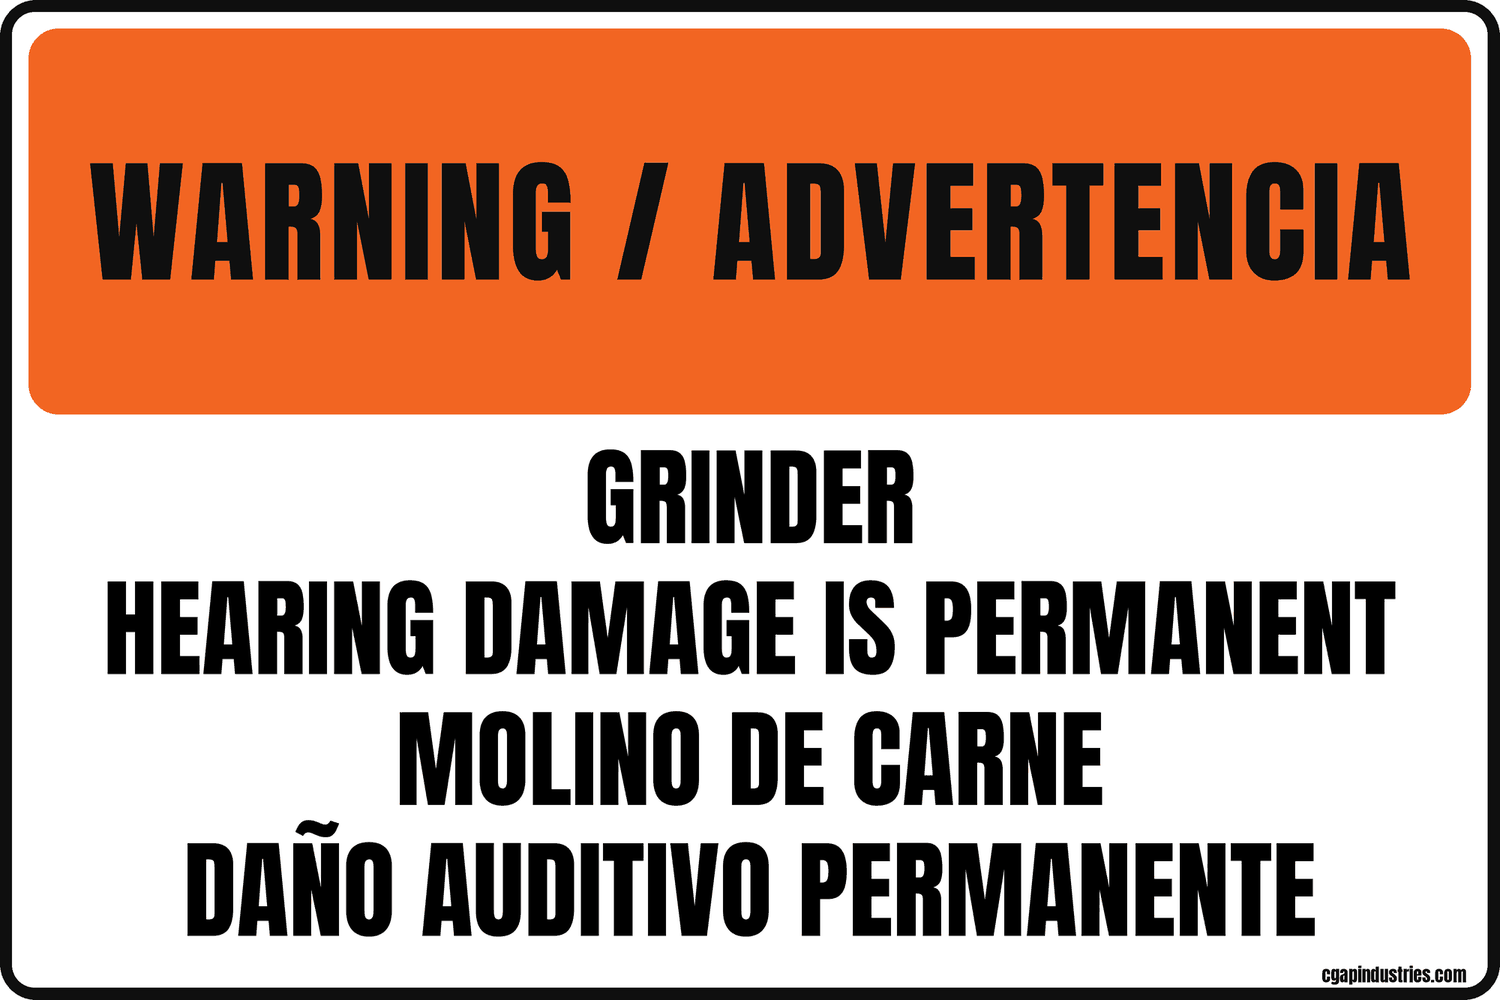 WARNING / ADVERTENCIA
GRINDER
HEARING DAMAGE IS PERMANENT
MOLINO DE CARNE
DAÑO AUDITIVO PERMANENTE
cgapindustries.com